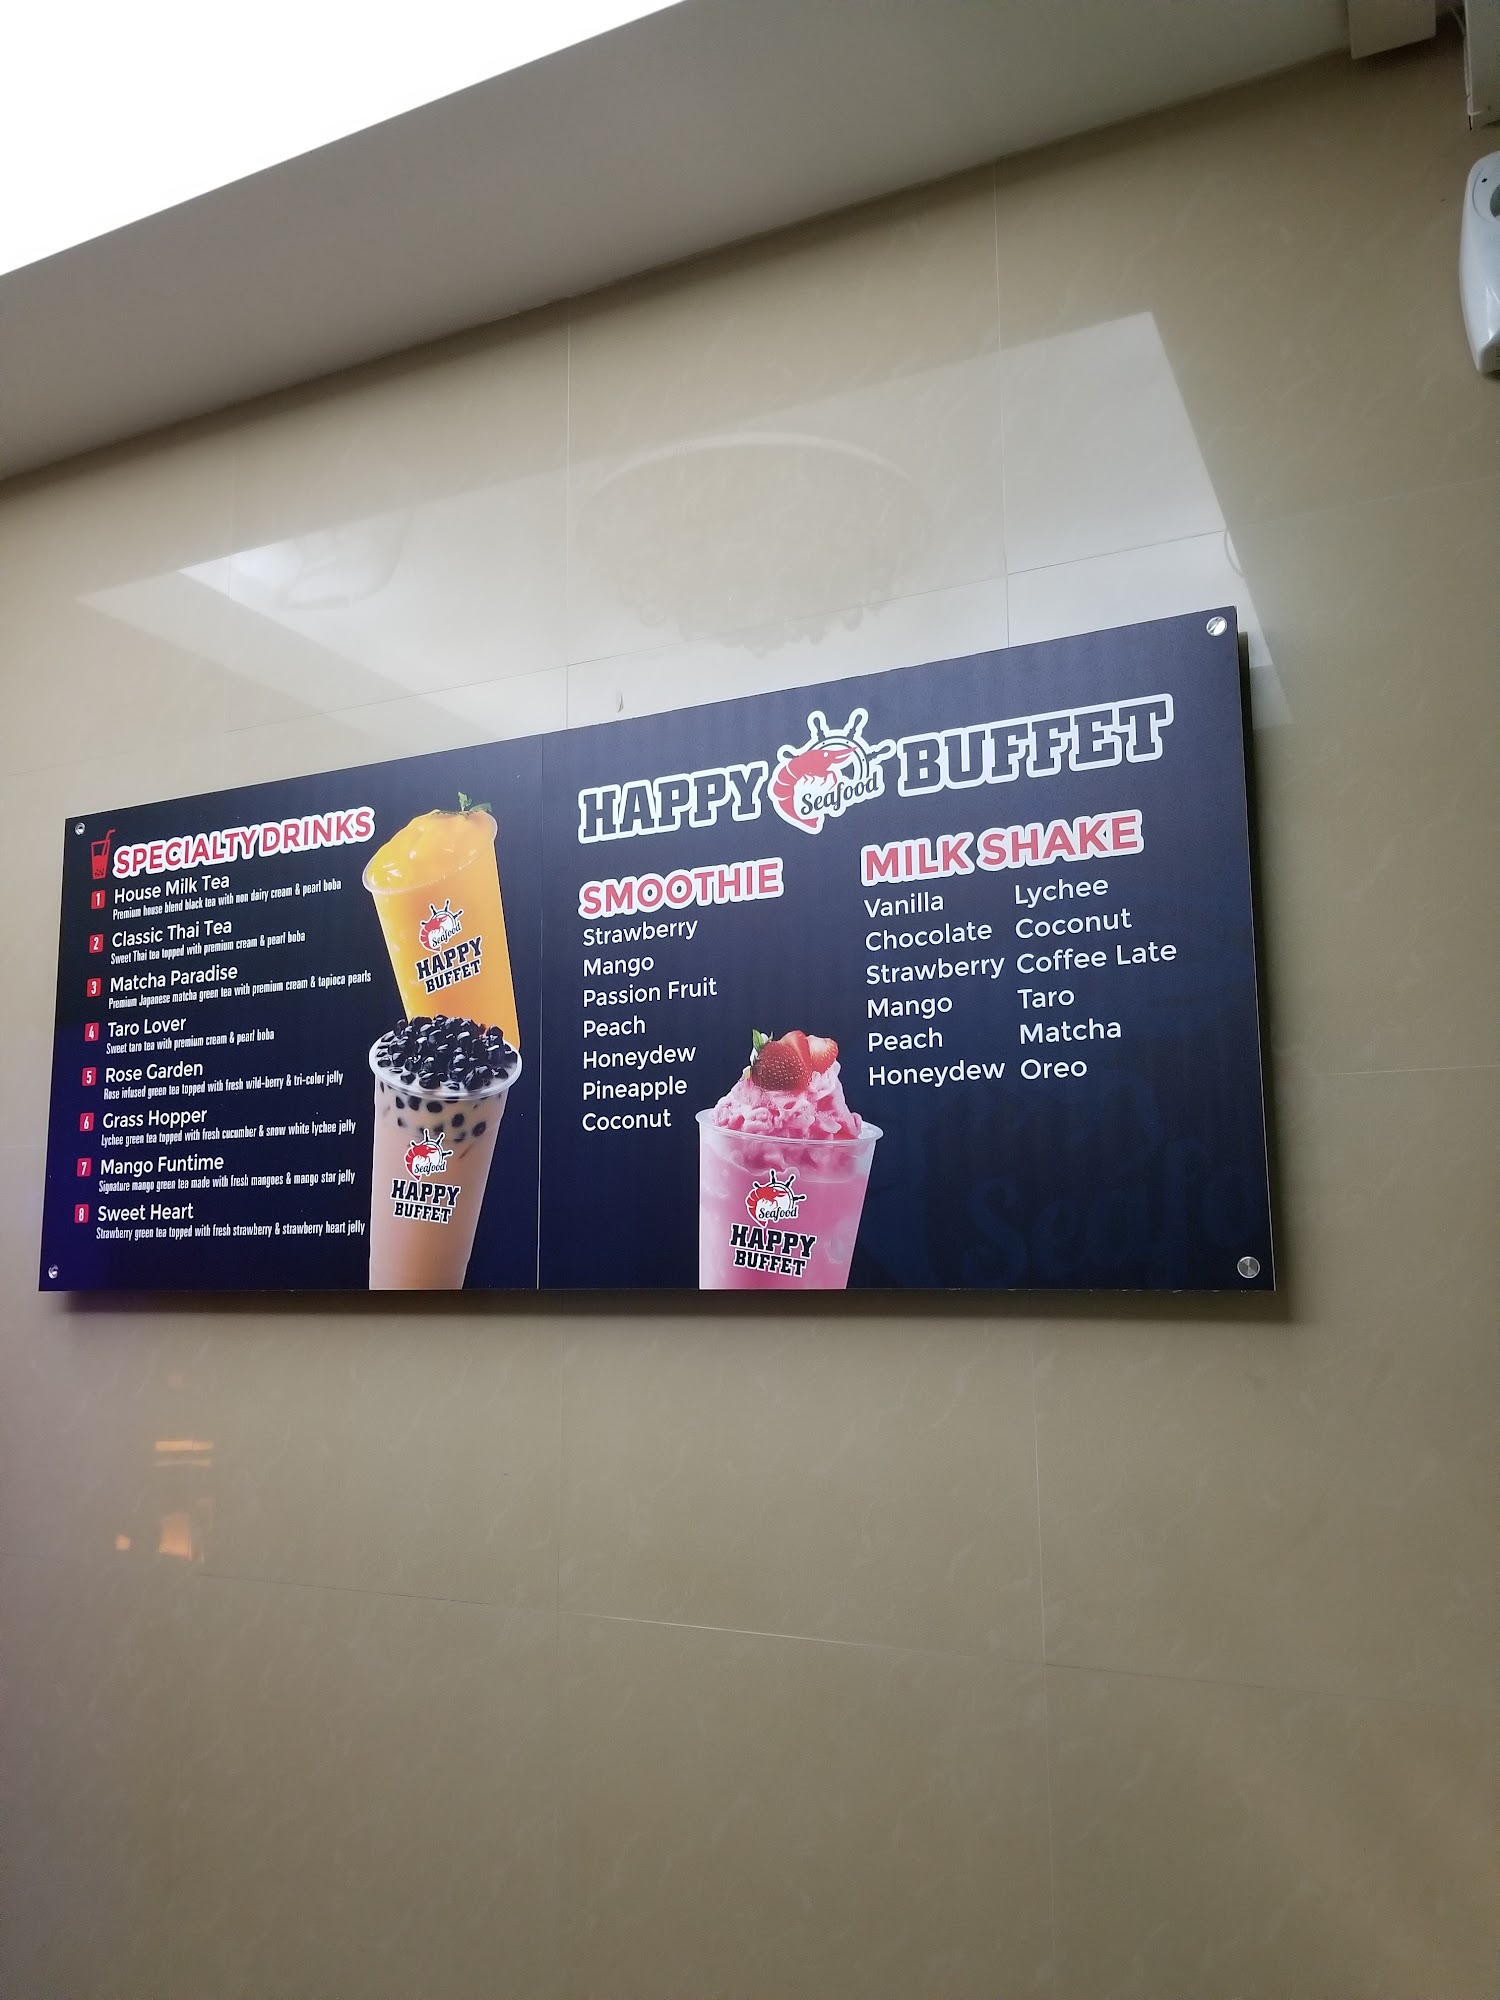 SPECIALTY DRINKS
1 House Milk Tea
Premium house blend black tea with non dairy cream & pearl boba
2 Classic Thai Tea
Sweet Thai tea topped with premium cream & pearl boba
3 Matcha Paradise
Premium Japanese matcha green tea with premium cream & tapioca pearls
4 Taro Lover
Sweet taro tea with premium cream & pearl boba
5 Rose Garden
Rose infused green tea topped with fresh wild-berry & tri-color jelly
6 Grass Hopper
Lychee green tea topped with fresh cucumber & snow white lychee jelly
7 Mango Funtime
Signature mango green tea made with fresh mangoes & mango star jelly
8 Sweet Heart
Strawberry green tea topped with fresh strawberry & strawberry heart jelly
Seafood
HAPPY
BUFFET
Seafood
HAPPY
BUFFET
HAPPY Seafood BUFFET
SMOOTHIE
Strawberry
Mango
Passion Fruit
Peach
Honeydew
Pineapple
Coconut
MILK SHAKE
Vanilla
Chocolate
Strawberry
Mango
Peach
Honeydew
Lychee
Coconut
Coffee Late
Taro
Matcha
Oreo
Seafood
HAPPY
BUFFET